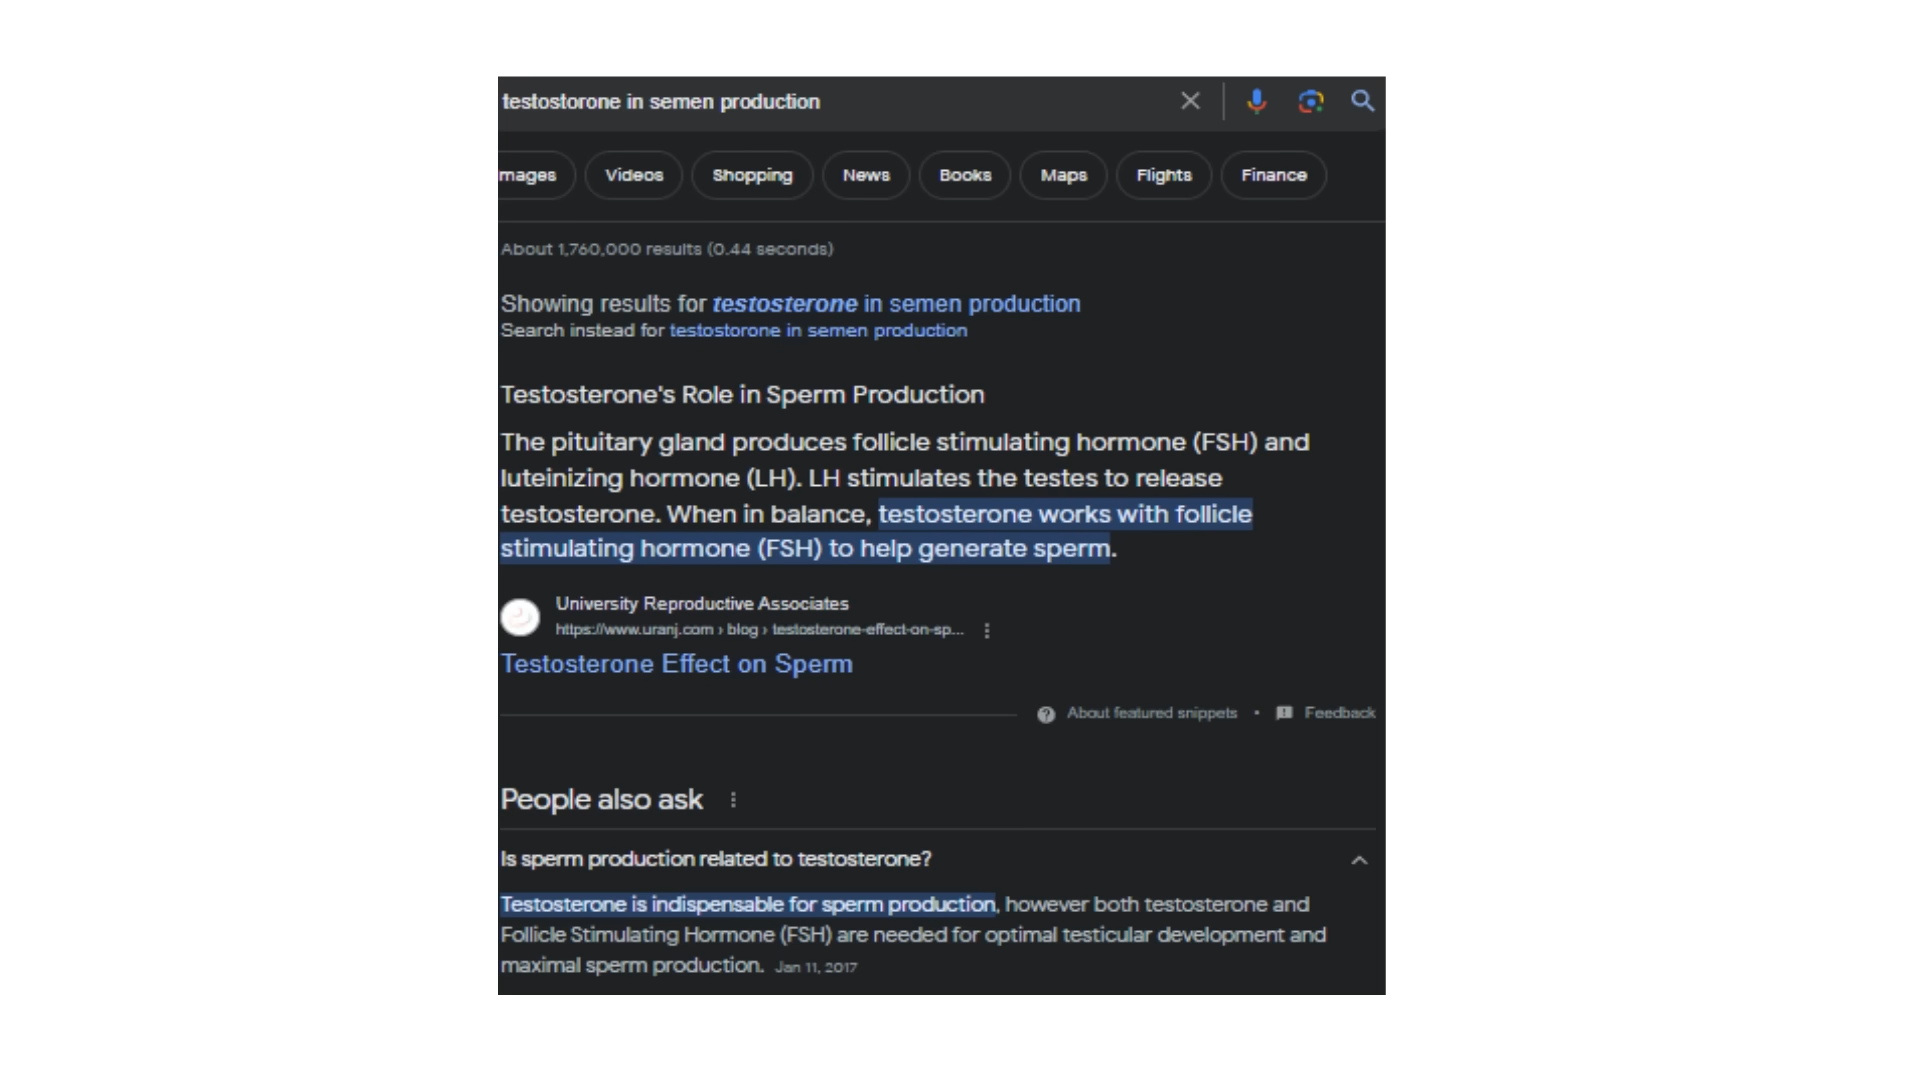 testostorone in semen production
mages Videos Shopping News Books Maps Flights Finance
About 1,760,000 results (0.44 seconds)
Showing results for testosterone in semen production
Search instead for testostorone in semen production
Testosterone's Role in Sperm Production
The pituitary gland produces follicle stimulating hormone (FSH) and
luteinizing hormone (LH). LH stimulates the testes to release
testosterone. When in balance, testosterone works with follicle
stimulating hormone (FSH) to help generate sperm.
University Reproductive Associates
https://www.uranj.com › blog › testosterone-effect-on-sp...
Testosterone Effect on Sperm
About featured snippets • Feedback
People also ask
Is sperm production related to testosterone?
Testosterone is indispensable for sperm production, however both testosterone and
Follicle Stimulating Hormone (FSH) are needed for optimal testicular development and
maximal sperm production. Jan 11, 2017